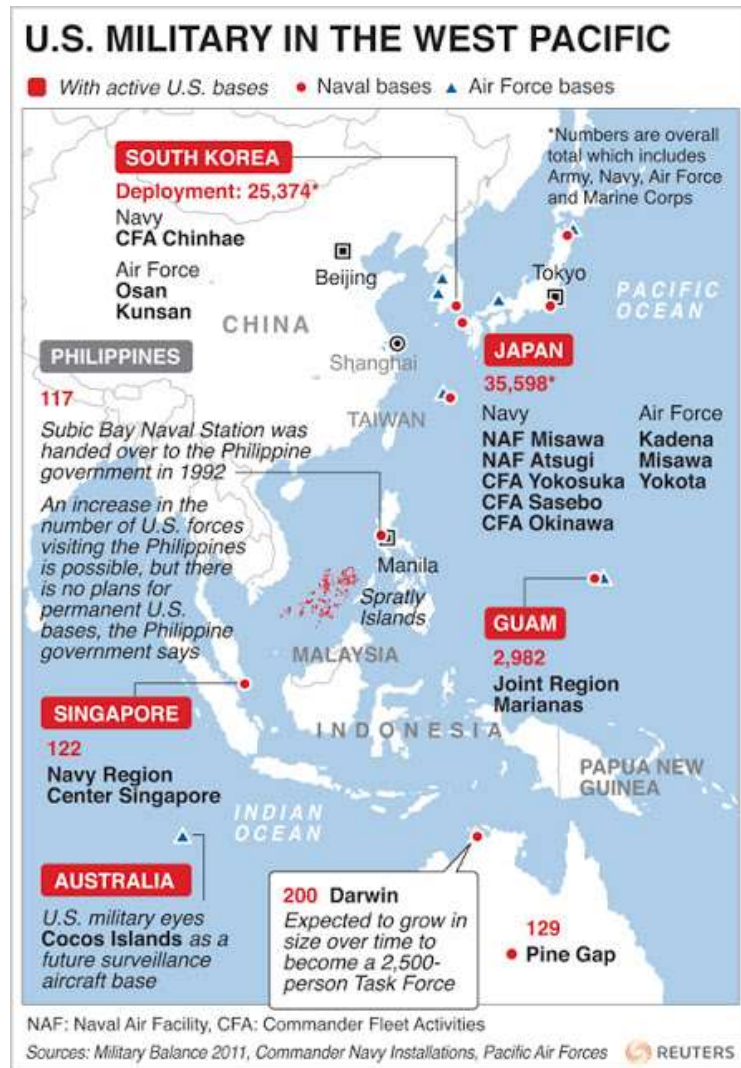 U.S. MILITARY IN THE WEST PACIFIC
With active U.S. bases
Naval bases
Air Force bases
SOUTH KOREA
Deployment: 25,374*
Navy
CFA Chinhae
Air Force
Osan
Kunsan
*Numbers are overall
total which includes
Army, Navy, Air Force
and Marine Corps
Beijing
Tokyo
PACIFIC
OCEAN
CHINA
Shanghai
TAIWAN
PHILIPPINES
117
Subic Bay Naval Station was
handed over to the Philippine
government in 1992
An increase in the
number of U.S. forces
visiting the Philippines
is possible, but there
is no plans for
permanent U.S.
bases, the Philippine
government says
JAPAN
35,598*
Navy
NAF Misawa
NAF Atsugi
CFA Yokosuka
CFA Sasebo
CFA Okinawa
Air Force
Kadena
Misawa
Yokota
Manila
Spratly
Islands
MALAYSIA
GUAM
2,982
Joint Region
Marianas
SINGAPORE
122
Navy Region
Center Singapore
INDONESIA
PAPUA NEW
GUINEA
INDIAN
OCEAN
AUSTRALIA
U.S. military eyes
Cocos Islands as a
future surveillance
aircraft base
200 Darwin
Expected to grow in
size over time to
become a 2,500-
person Task Force
129
Pine Gap
NAF: Naval Air Facility, CFA: Commander Fleet Activities
Sources: Military Balance 2011, Commander Navy Installations, Pacific Air Forces
REUTERS